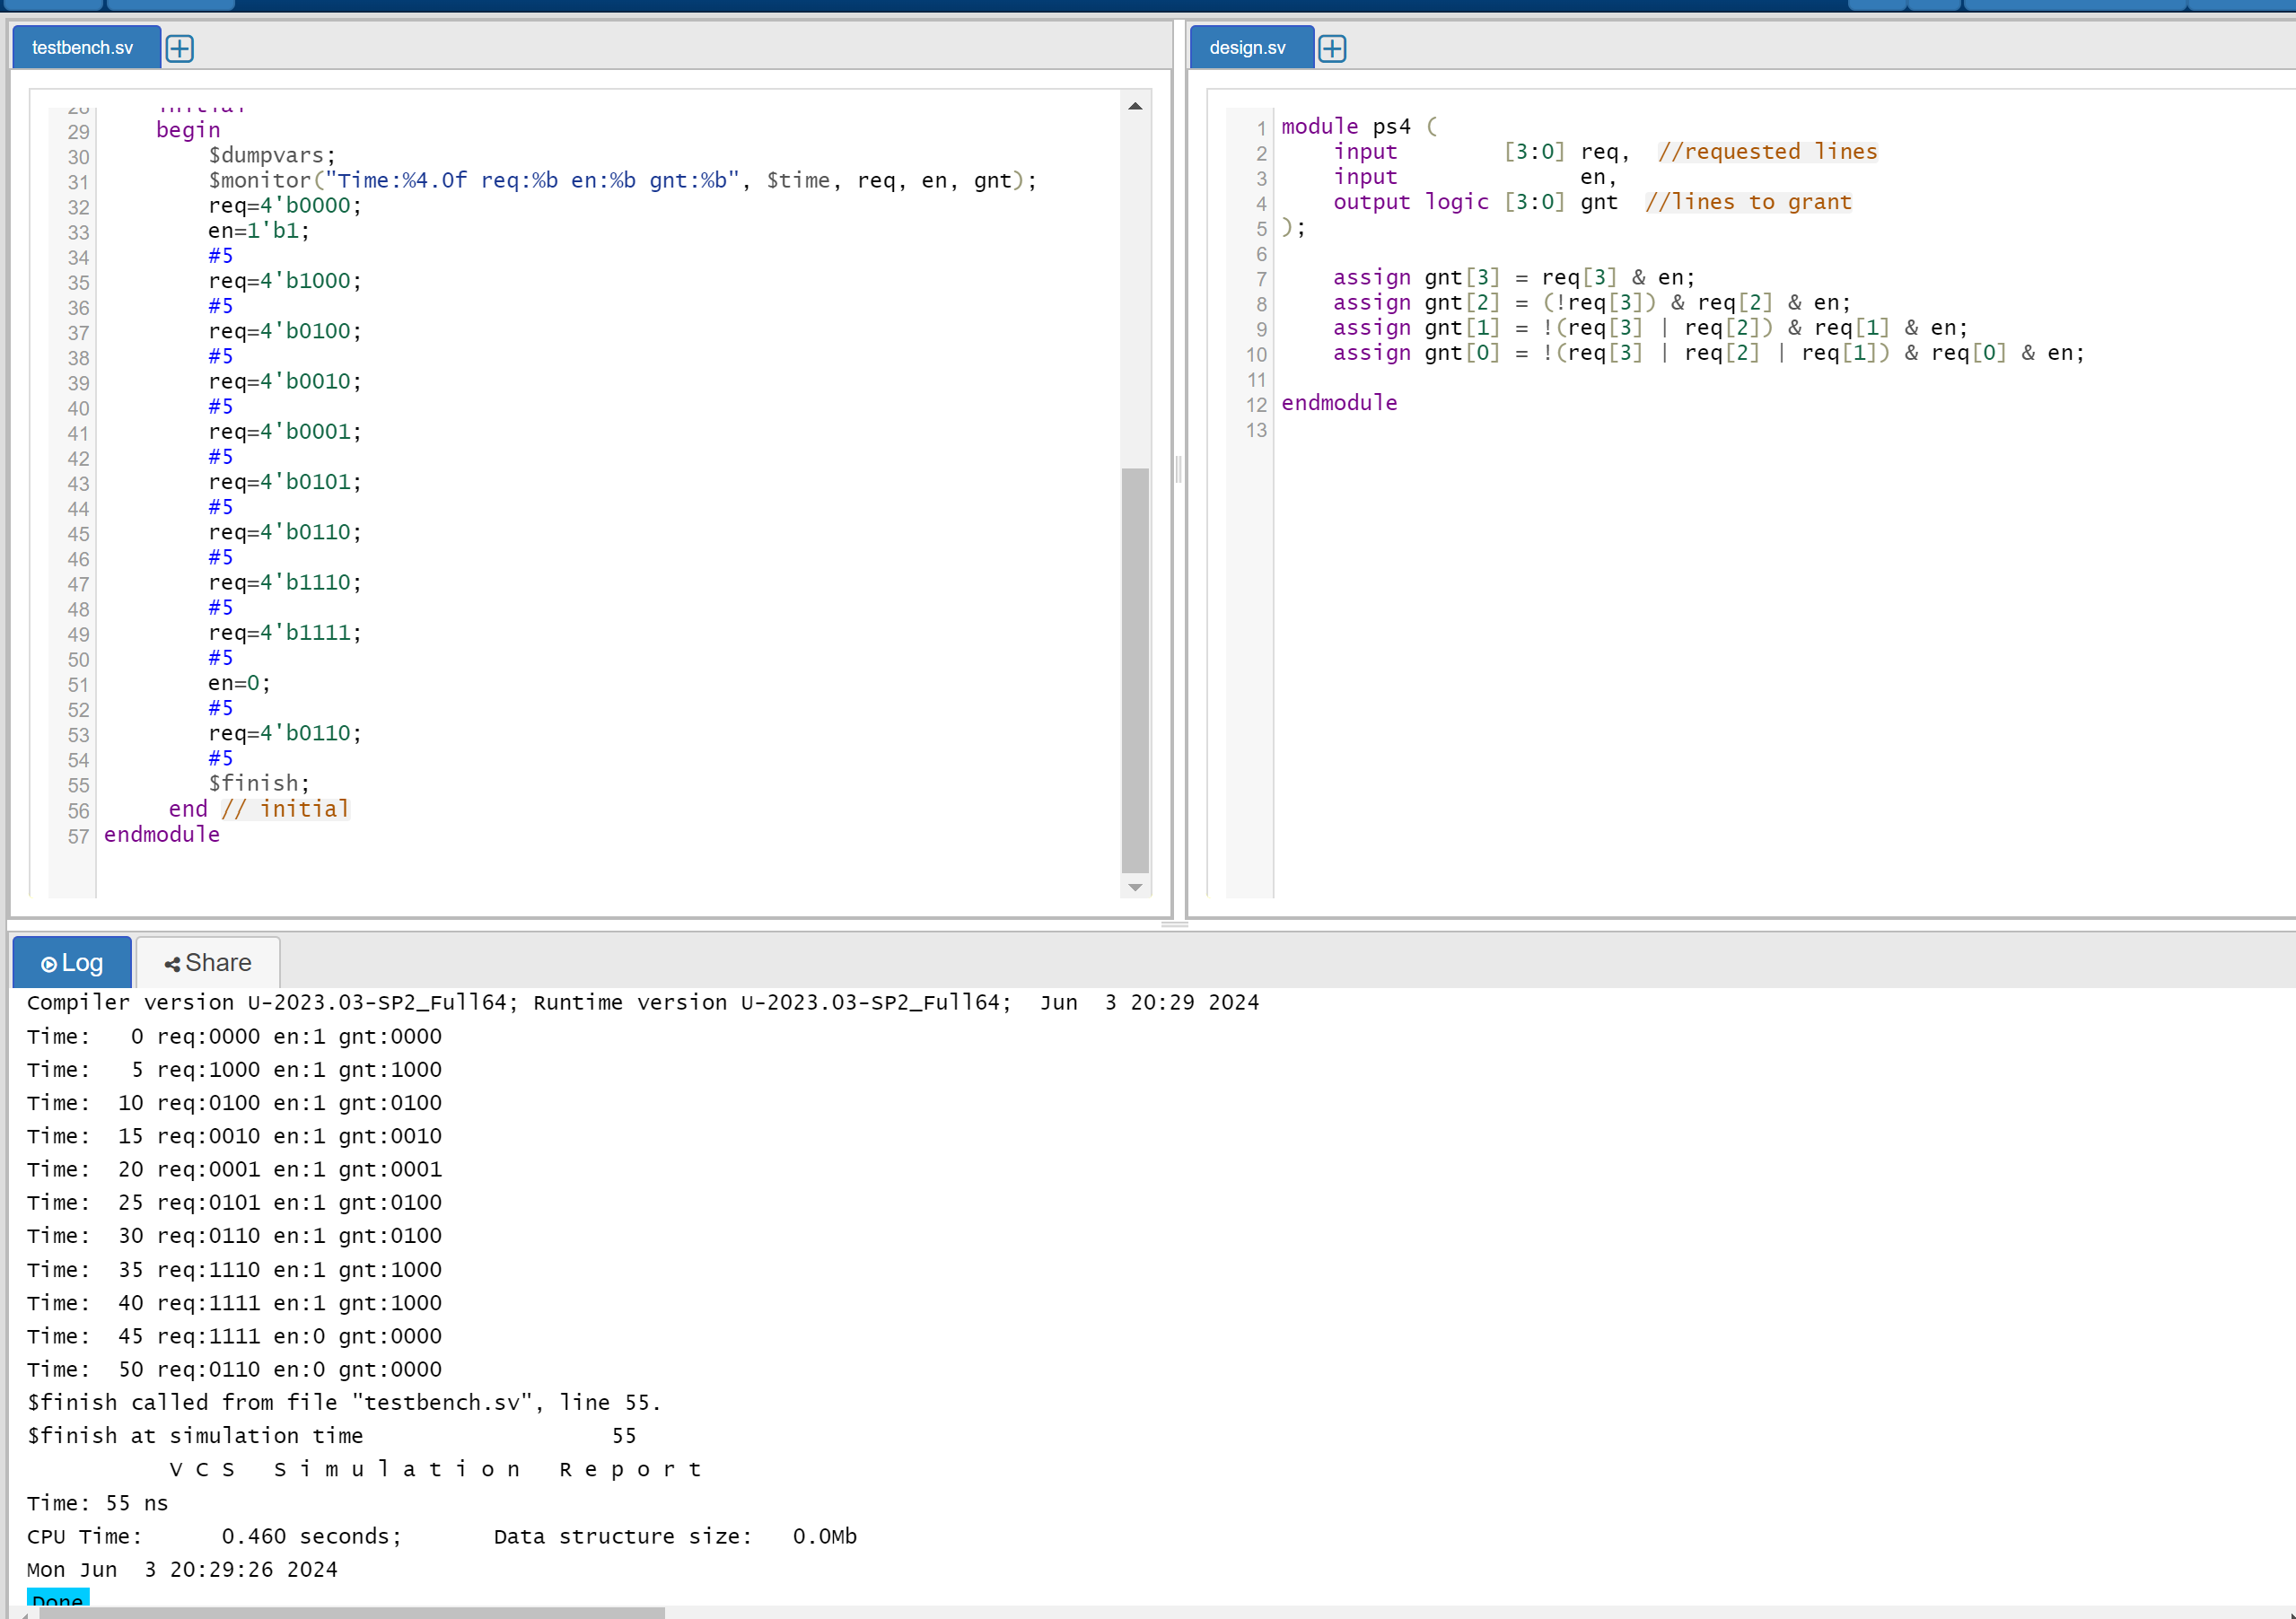 testbench.sv
28 initial
29 begin
30 $dumpvars;
31 $monitor("Time:%4.0f req:%b en:%b gnt:%b", $time, req, en, gnt);
32 req=4'b0000;
33 en=1'b1;
34 #5
35 req=4'b1000;
36 #5
37 req=4'b0100;
38 #5
39 req=4'b0010;
40 #5
41 req=4'b0001;
42 #5
43 req=4'b0101;
44 #5
45 req=4'b0110;
46 #5
47 req=4'b1110;
48 #5
49 req=4'b1111;
50 #5
51 en=0;
52 #5
53 req=4'b0110;
54 #5
55 $finish;
56 end // initial
57 endmodule
design.sv
1 module ps4 (
2 input [3:0] req, //requested lines
3 input en,
4 output logic [3:0] gnt //lines to grant
5 );
6
7 assign gnt[3] = req[3] & en;
8 assign gnt[2] = (!req[3]) & req[2] & en;
9 assign gnt[1] = !(req[3] | req[2]) & req[1] & en;
10 assign gnt[0] = !(req[3] | req[2] | req[1]) & req[0] & en;
11
12 endmodule
13
Log Share
Compiler version U-2023.03-SP2_Full64; Runtime version U-2023.03-SP2_Full64; Jun 3 20:29 2024
Time: 0 req:0000 en:1 gnt:0000
Time: 5 req:1000 en:1 gnt:1000
Time: 10 req:0100 en:1 gnt:0100
Time: 15 req:0010 en:1 gnt:0010
Time: 20 req:0001 en:1 gnt:0001
Time: 25 req:0101 en:1 gnt:0100
Time: 30 req:0110 en:1 gnt:0100
Time: 35 req:1110 en:1 gnt:1000
Time: 40 req:1111 en:1 gnt:1000
Time: 45 req:1111 en:0 gnt:0000
Time: 50 req:0110 en:0 gnt:0000
$finish called from file "testbench.sv", line 55.
$finish at simulation time 55
V C S S i m u l a t i o n R e p o r t
Time: 55 ns
CPU Time: 0.460 seconds; Data structure size: 0.0Mb
Mon Jun 3 20:29:26 2024
Done